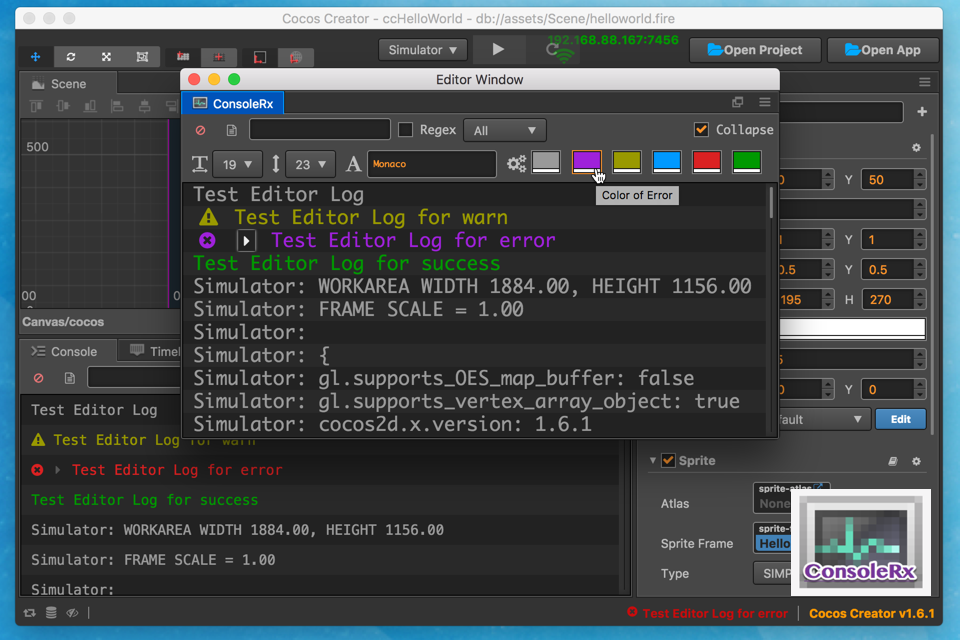 Cocos Creator - ccHelloWorld - db://assets/Scene/helloworld.fire
192.168.88.167:7456
Simulator
Open Project
Open App
Scene
Editor Window
ConsoleRx
Regex
All
Collapse
19
23
Monaco
Color of Error
Test Editor Log
Test Editor Log for warn
Test Editor Log for error
Test Editor Log for success
Simulator: WORKAREA WIDTH 1884.00, HEIGHT 1156.00
Simulator: FRAME SCALE = 1.00
Simulator:
Simulator: {
Simulator: gl.supports_OES_map_buffer: false
Simulator: gl.supports_vertex_array_object: true
Simulator: cocos2d.x.version: 1.6.1
500
00
0
Canvas/cocos
Y 50
Y 1
0.5 Y 0.5
195 H 270
Y 0
fault
Edit
Console
Timel
Test Editor Log
Test Editor Log for warn
Test Editor Log for error
Test Editor Log for success
Simulator: WORKAREA WIDTH 1884.00, HEIGHT 1156.00
Simulator: FRAME SCALE = 1.00
Simulator:
Sprite
Atlas
sprite-atlas
None
Sprite Frame
Hello
Type
SIMP
ConsoleRx
Test Editor Log for error
Cocos Creator v1.6.1